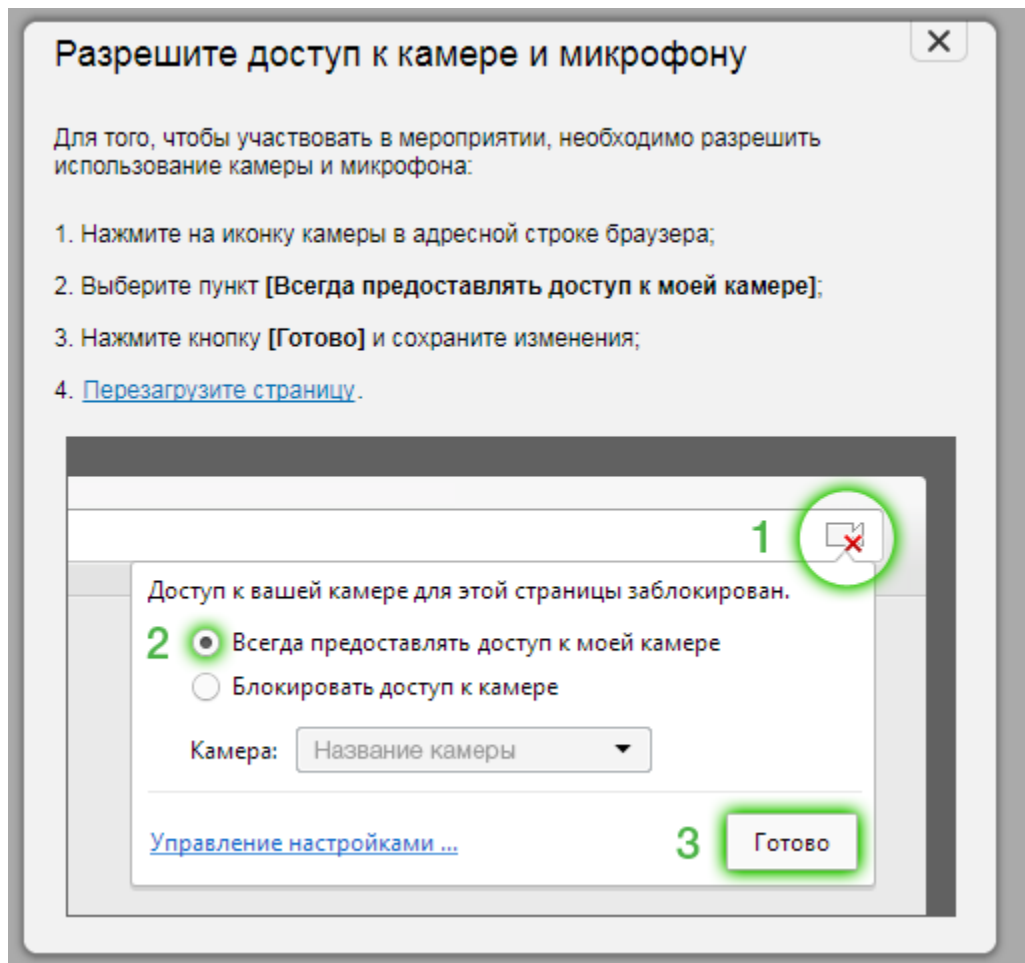 Разрешите доступ к камере и микрофону
Для того, чтобы участвовать в мероприятии, необходимо разрешить
использование камеры и микрофона:
1. Нажмите на иконку камеры в адресной строке браузера;
2. Выберите пункт [Всегда предоставлять доступ к моей камере];
3. Нажмите кнопку [Готово] и сохраните изменения;
4. Перезагрузите страницу.
1
Доступ к вашей камере для этой страницы заблокирован.
2 Всегда предоставлять доступ к моей камере
Блокировать доступ к камере
Камера: Название камеры
Управление настройками ... 3 Готово